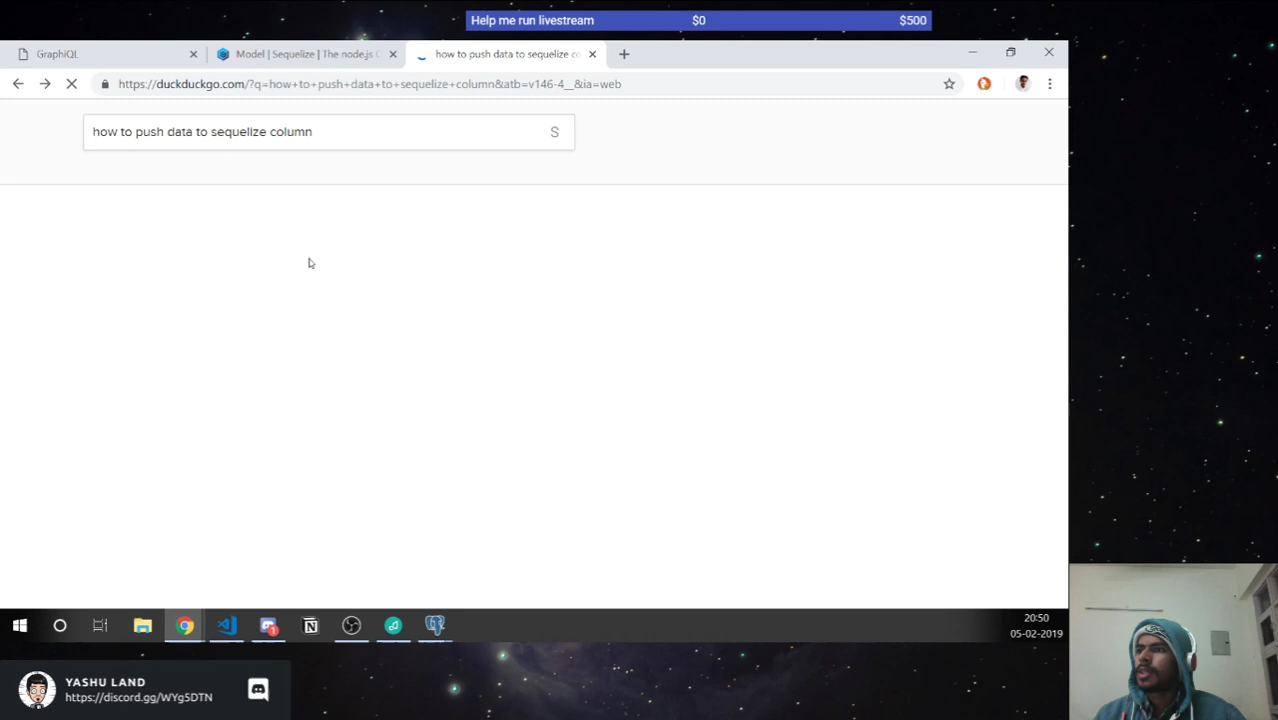 Help me run livestream $0 $500
GraphiQL
Model | Sequelize | The node.js O
how to push data to sequelize co
https://duckduckgo.com/?q=how+to+push+data+to+sequelize+column&atb=v146-4__&ia=web
how to push data to sequelize column
S
20:50
05-02-2019
YASHU LAND
https://discord.gg/WYg5DTN